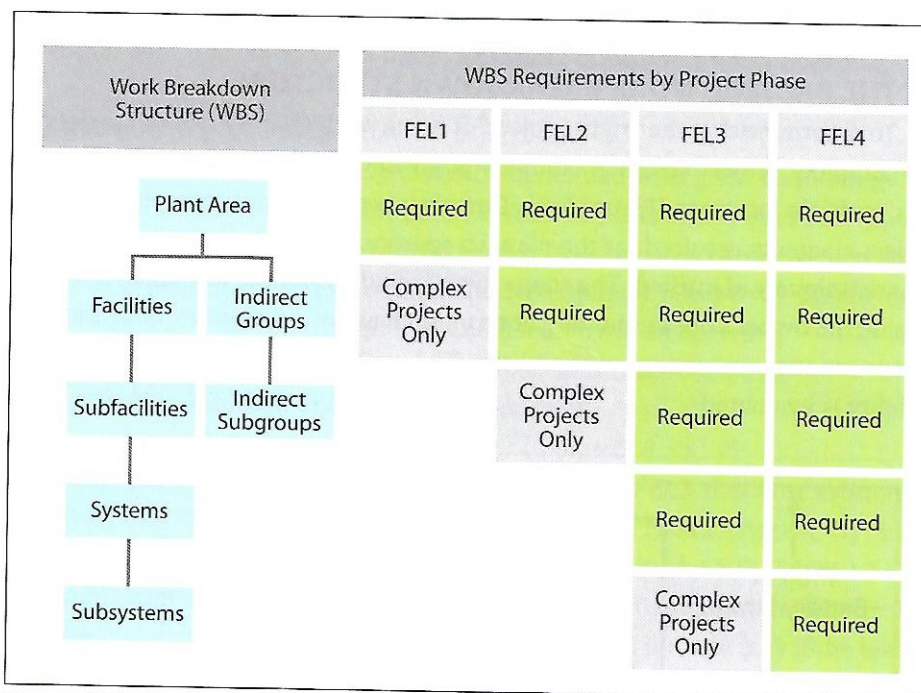 Work Breakdown
Structure (WBS)
WBS Requirements by Project Phase
FEL1 FEL2 FEL3 FEL4
Plant Area
Required Required Required Required
Facilities
Indirect
Groups
Complex
Projects
Only
Required Required Required
Subfacilities
Indirect
Subgroups
Complex
Projects
Only
Required Required
Systems
Required Required
Subsystems
Complex
Projects
Only
Required